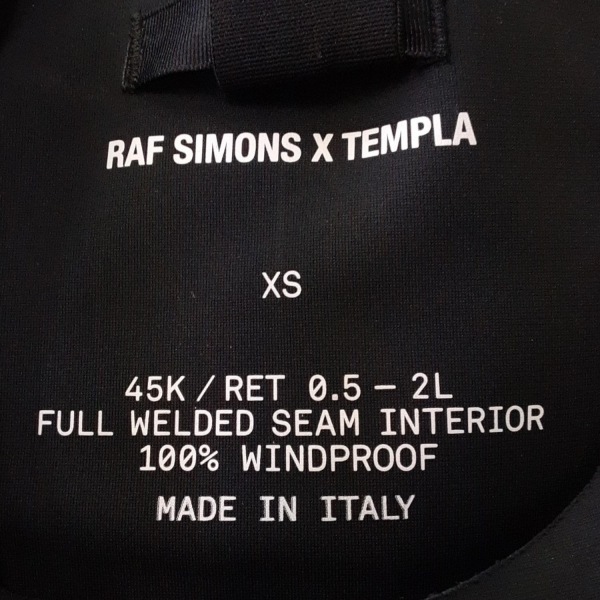 RAF SIMONS X TEMPLA
XS
45K / RET 0.5 – 2L
FULL WELDED SEAM INTERIOR
100% WINDPROOF
MADE IN ITALY